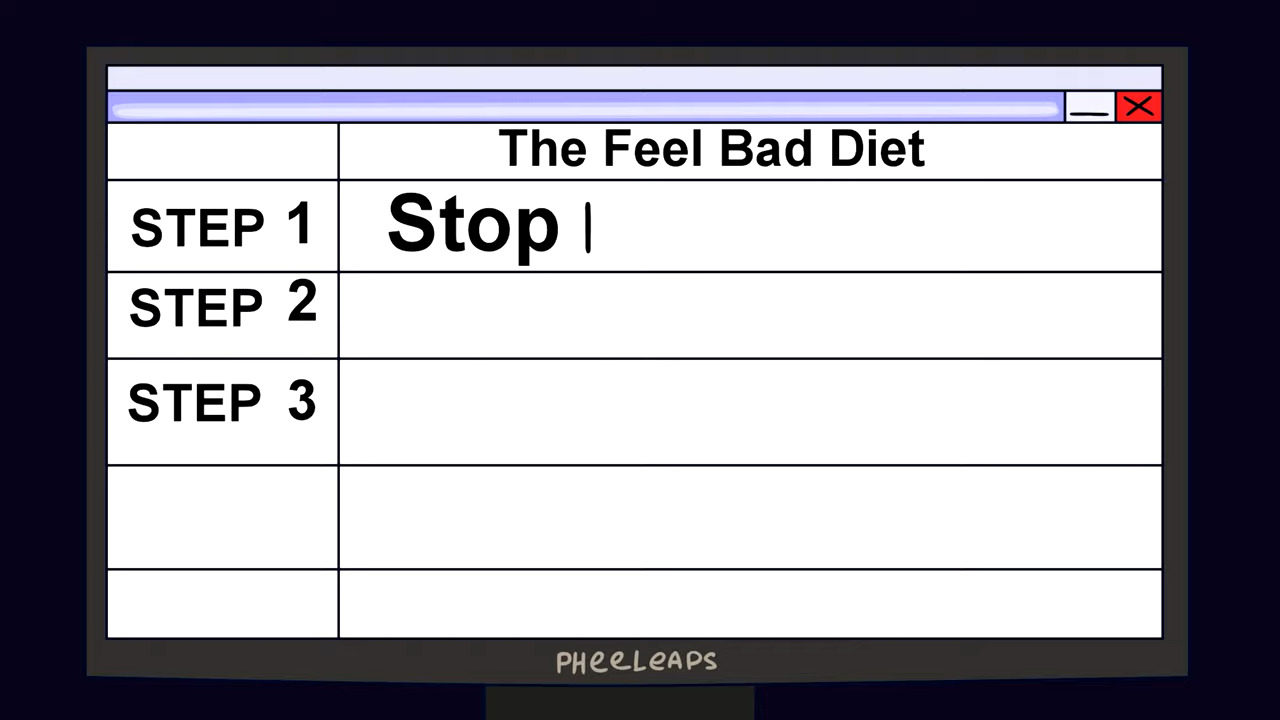 The Feel Bad Diet
STEP 1 Stop
STEP 2
STEP 3
PHeeLeAPS